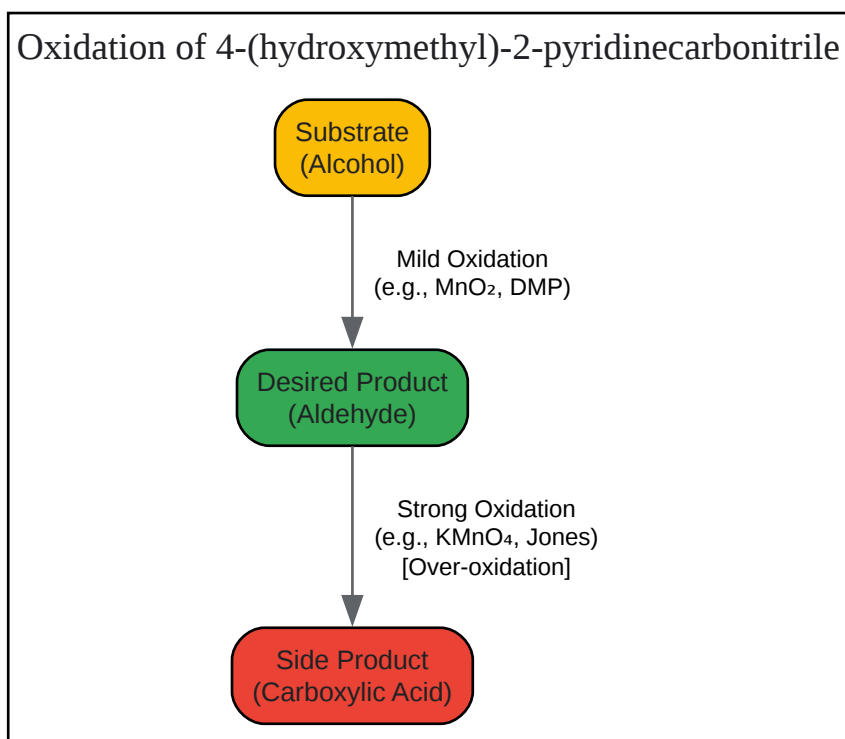 Oxidation of 4-(hydroxymethyl)-2-pyridinecarbonitrile
Substrate
(Alcohol)
Mild Oxidation
(e.g., MnO₂, DMP)
Desired Product
(Aldehyde)
Strong Oxidation
(e.g., KMnO₄, Jones)
[Over-oxidation]
Side Product
(Carboxylic Acid)